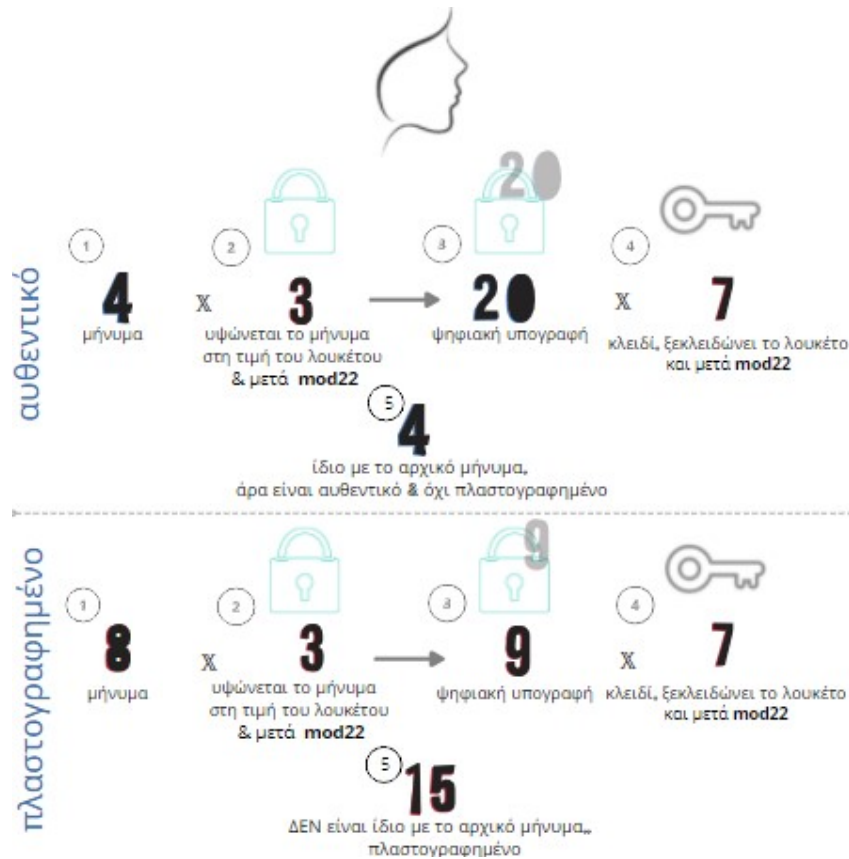 αυθεντικό
20
1
2
3
4
4
x
3
20
x
7
μήνυμα
υψώνεται το μήνυμα
στη τιμή του λουκέτου
& μετά mod22
ψηφιακή υπογραφή
κλειδί, ξεκλειδώνει το λουκέτο
και μετά mod22
5
4
ίδιο με το αρχικό μήνυμα,
άρα είναι αυθεντικό & όχι πλαστογραφημένο
πλαστογραφημένο
9
1
2
3
4
8
x
3
9
x
7
μήνυμα
υψώνεται το μήνυμα
στη τιμή του λουκέτου
& μετά mod22
ψηφιακή υπογραφή
κλειδί, ξεκλειδώνει το λουκέτο
και μετά mod22
5
15
ΔΕΝ είναι ίδιο με το αρχικό μήνυμα,,
πλαστογραφημένο